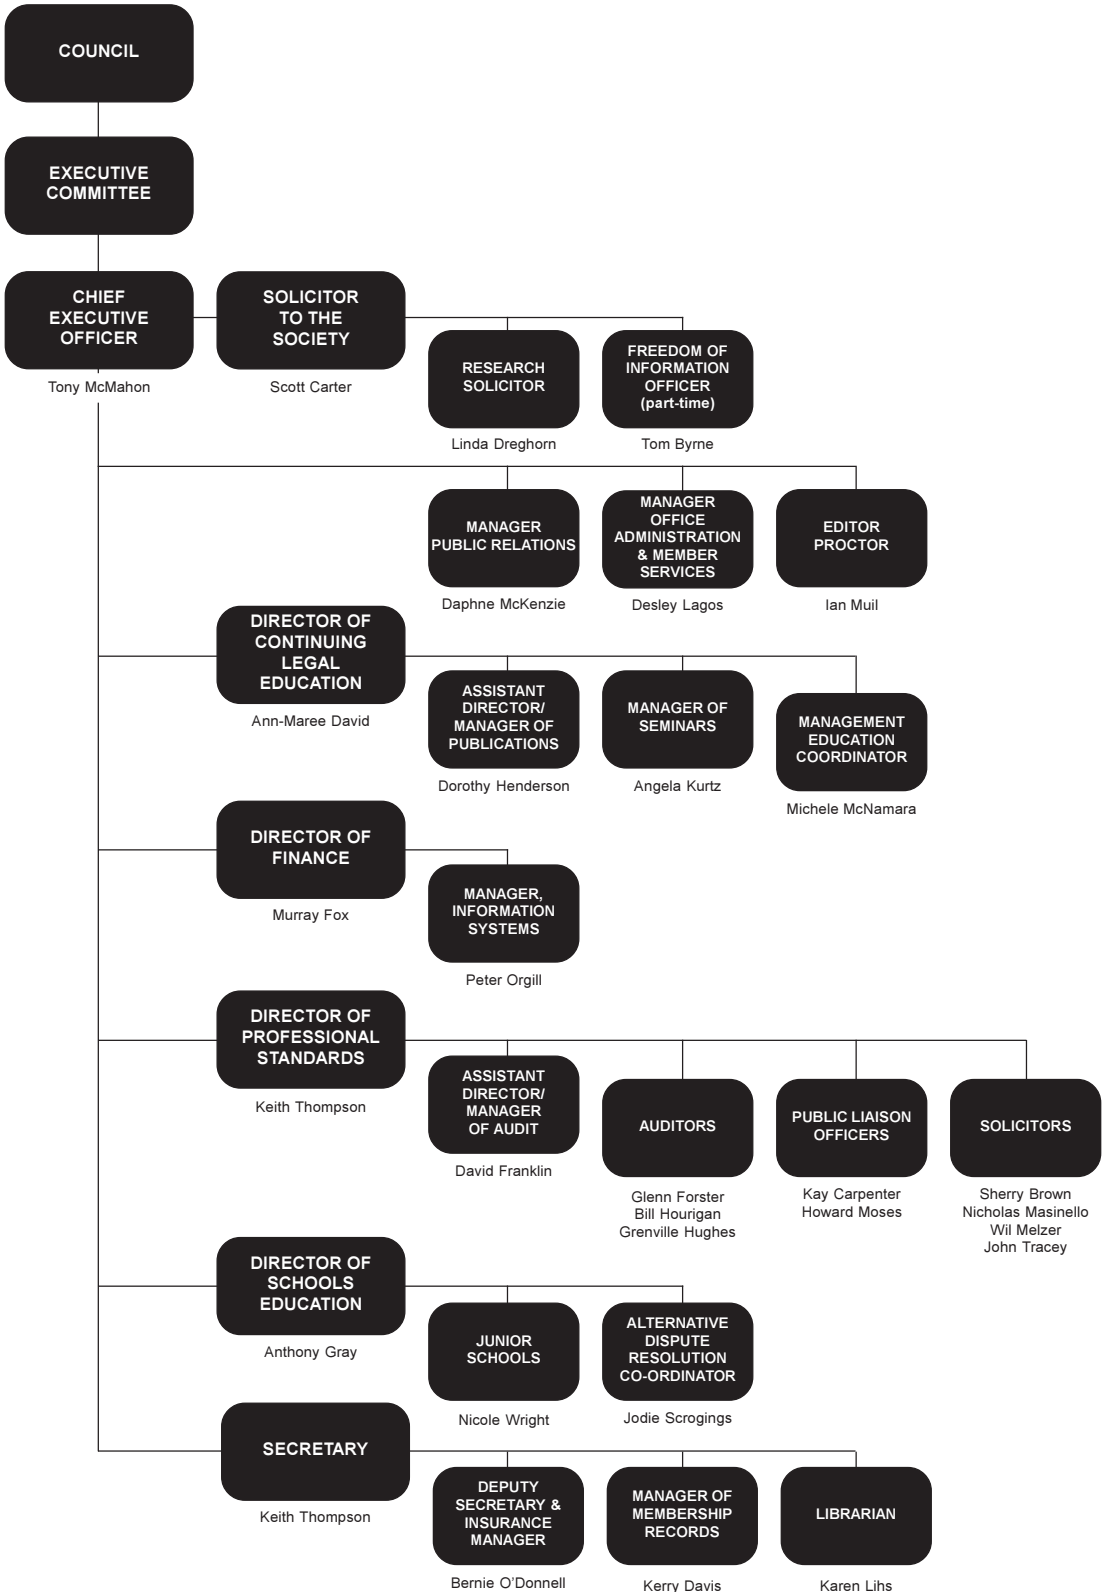 COUNCIL
EXECUTIVE
COMMITTEE
CHIEF
EXECUTIVE
OFFICER
Tony McMahon
SOLICITOR
TO THE
SOCIETY
Scott Carter
RESEARCH
SOLICITOR
Linda Dreghorn
FREEDOM OF
INFORMATION
OFFICER
(part-time)
Tom Byrne
MANAGER
PUBLIC RELATIONS
Daphne McKenzie
MANAGER
OFFICE
ADMINISTRATION
& MEMBER
SERVICES
Desley Lagos
EDITOR
PROCTOR
Ian Muil
DIRECTOR OF
CONTINUING
LEGAL
EDUCATION
Ann-Maree David
ASSISTANT
DIRECTOR/
MANAGER OF
PUBLICATIONS
Dorothy Henderson
MANAGER OF
SEMINARS
Angela Kurtz
MANAGEMENT
EDUCATION
COORDINATOR
Michele McNamara
DIRECTOR OF
FINANCE
Murray Fox
MANAGER,
INFORMATION
SYSTEMS
Peter Orgill
DIRECTOR OF
PROFESSIONAL
STANDARDS
Keith Thompson
ASSISTANT
DIRECTOR/
MANAGER
OF AUDIT
David Franklin
AUDITORS
Glenn Forster
Bill Hourigan
Grenville Hughes
PUBLIC LIAISON
OFFICERS
Kay Carpenter
Howard Moses
SOLICITORS
Sherry Brown
Nicholas Masinello
Wil Melzer
John Tracey
DIRECTOR OF
SCHOOLS
EDUCATION
Anthony Gray
JUNIOR
SCHOOLS
Nicole Wright
ALTERNATIVE
DISPUTE
RESOLUTION
CO-ORDINATOR
Jodie Scrogings
SECRETARY
Keith Thompson
DEPUTY
SECRETARY &
INSURANCE
MANAGER
Bernie O'Donnell
MANAGER OF
MEMBERSHIP
RECORDS
Kerry Davis
LIBRARIAN
Karen Lihs